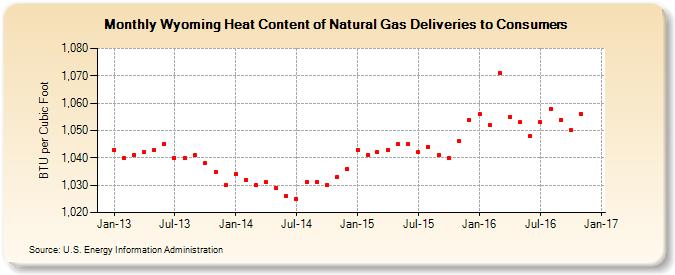 Monthly Wyoming Heat Content of Natural Gas Deliveries to Consumers
BTU per Cubic Foot
1,080
1,070
1,060
1,050
1,040
1,030
1,020
Jan-13 Jul-13 Jan-14 Jul-14 Jan-15 Jul-15 Jan-16 Jul-16 Jan-17
Source: U.S. Energy Information Administration